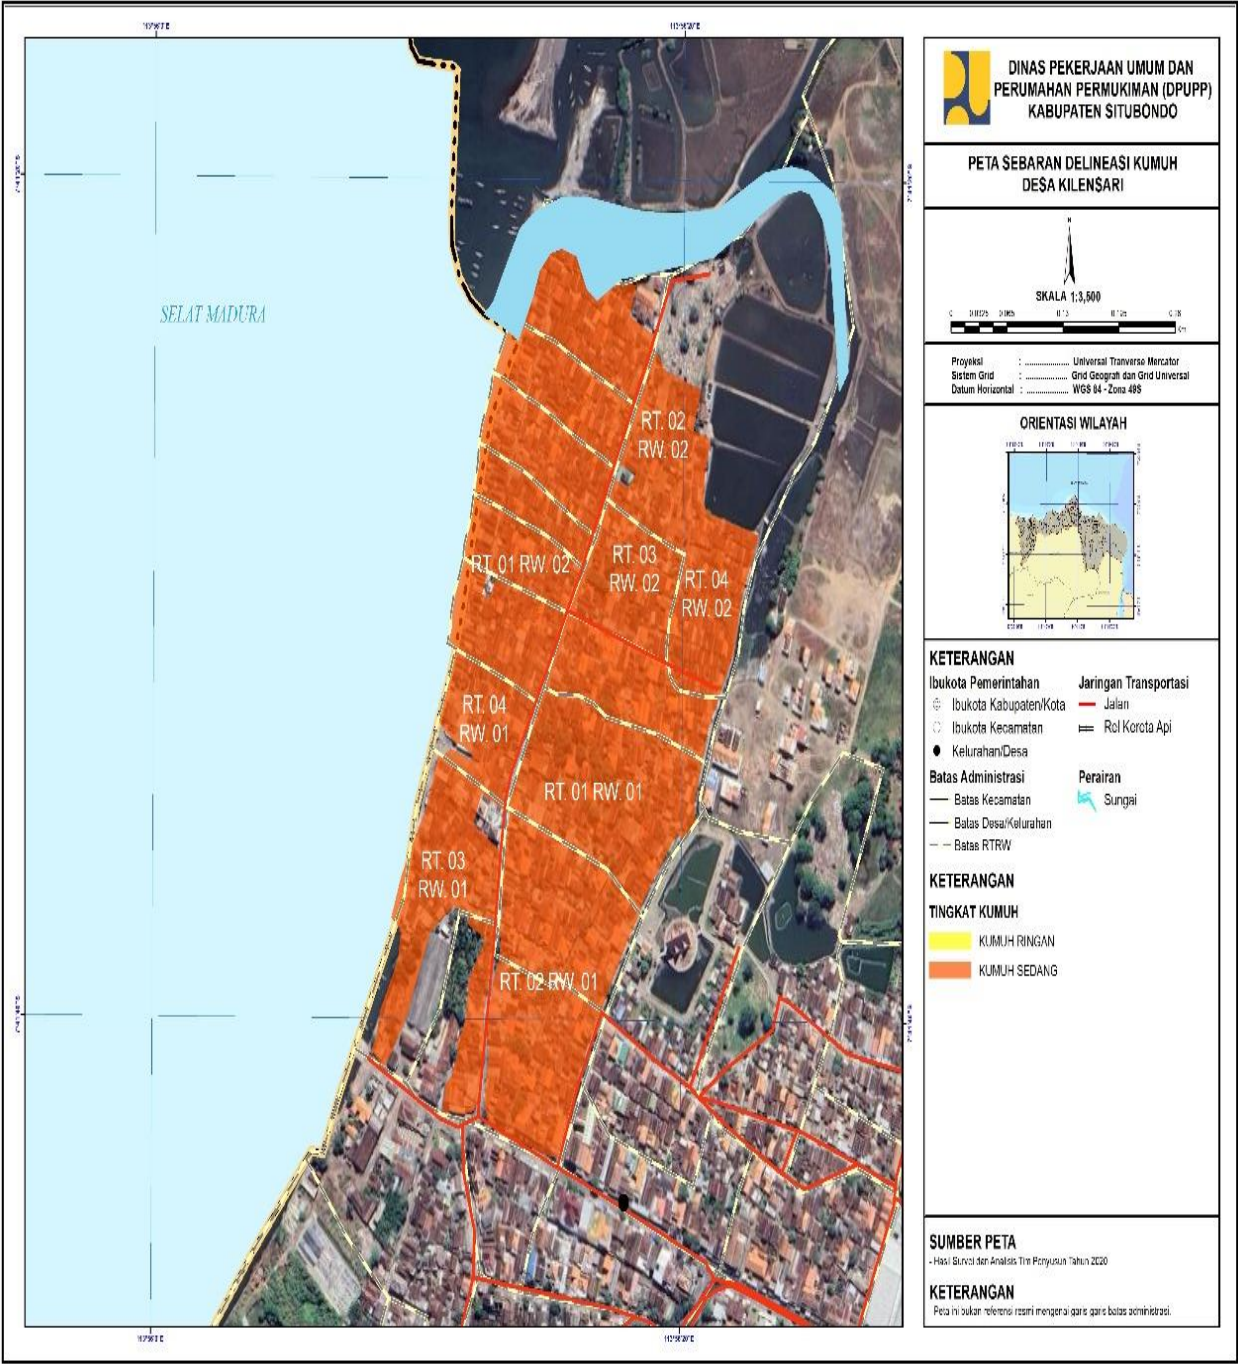 DINAS PEKERJAAN UMUM DAN
PERUMAHAN PERMUKIMAN (DPUPP)
KABUPATEN SITUBONDO
PETA SEBARAN DELINEASI KUMUH
DESA KILENSARI
N
SKALA 1:3,500
Proyeksi : ................... Universal Tranverse Mercator
Sistem Grid : ................... Grid Geografi dan Grid Universal
Datum Horizontal : ................... WGS 84 - Zona 49S
ORIENTASI WILAYAH
KETERANGAN
Ibukota Pemerintahan
Ibukota Kabupaten/Kota
Ibukota Kecamatan
Kelurahan/Desa
Jaringan Transportasi
Jalan
Rel Kereta Api
Batas Administrasi
Batas Kecamatan
Batas Desa/Kelurahan
Batas RTRW
Perairan
Sungai
KETERANGAN
TINGKAT KUMUH
KUMUH RINGAN
KUMUH SEDANG
SUMBER PETA
- Hasil Survei dan Analisis Tim Penyusun Tahun 2020
KETERANGAN
Peta ini bukan referensi resmi mengenai garis garis batas administrasi.
SELAT MADURA
RT. 02
RW. 02
RT. 01 RW. 02
RT. 03
RW. 02
RT. 04
RW. 02
RT. 04
RW. 01
RT. 01 RW. 01
RT. 03
RW. 01
RT. 02 RW. 01